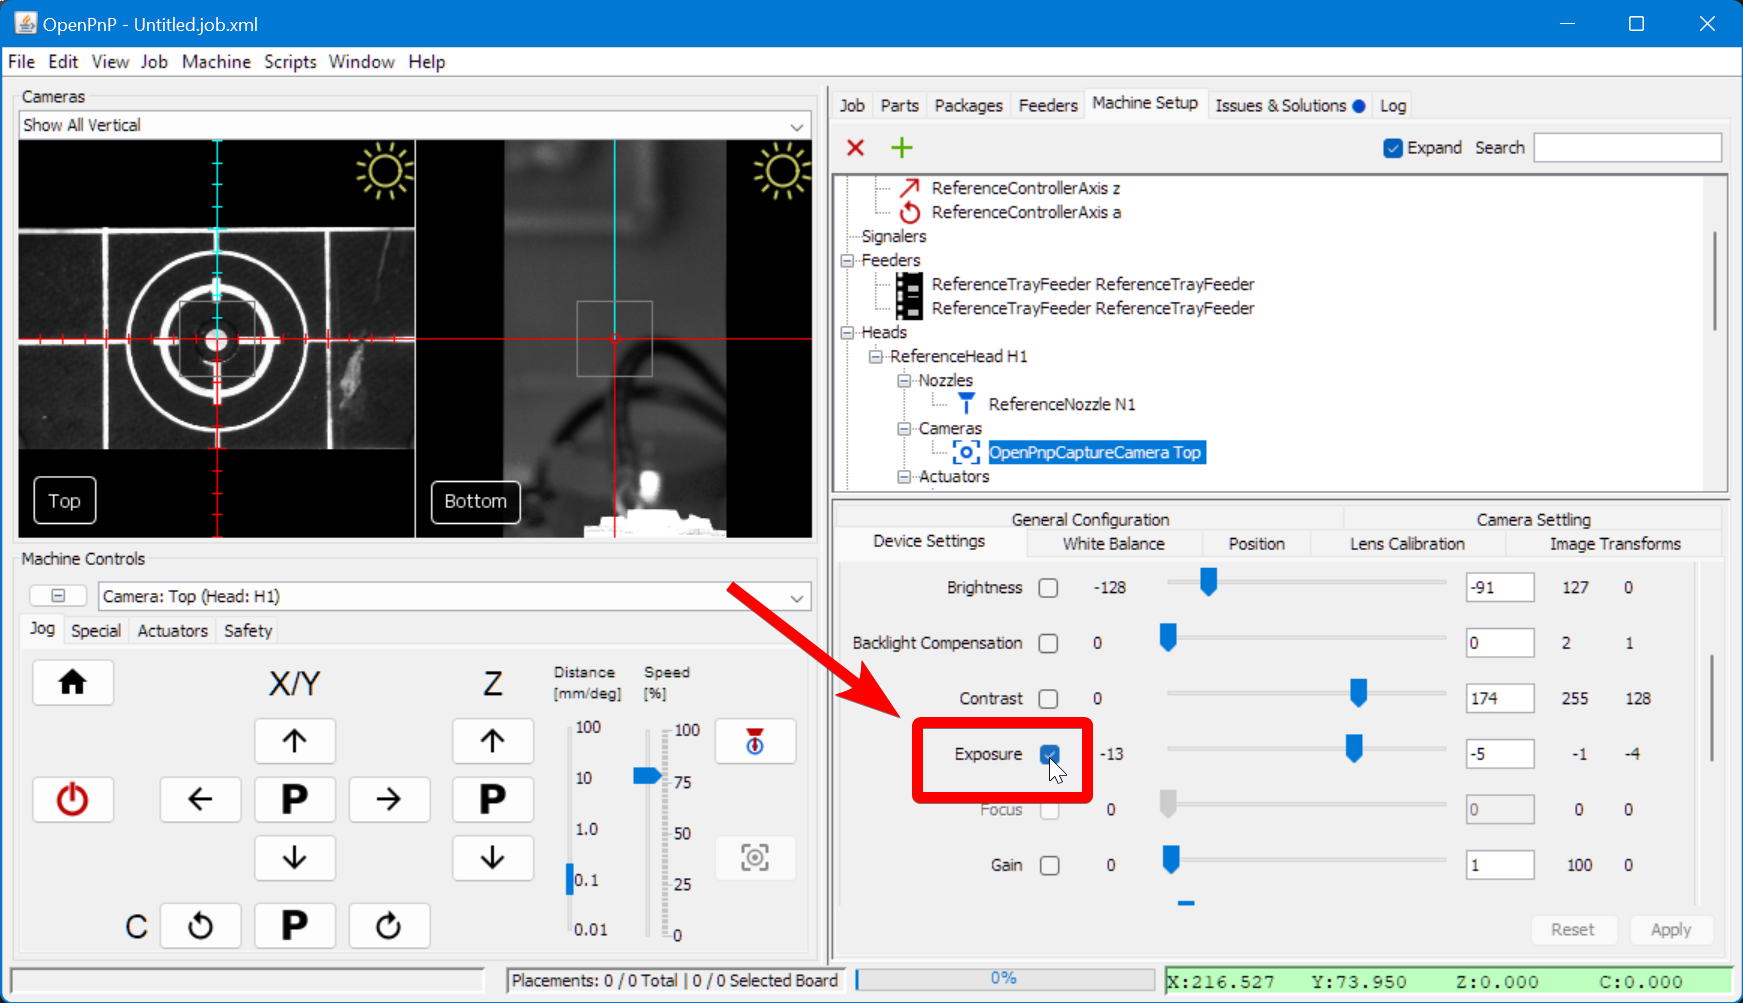 OpenPnP - Untitled.job.xml
File Edit View Job Machine Scripts Window Help
Cameras
Show All Vertical
Top
Bottom
Machine Controls
Camera: Top (Head: H1)
Jog Special Actuators Safety
X/Y
Z
Distance
[mm/deg]
Speed
[%]
100
10
1.0
0.1
0.01
100
75
50
25
0
P
P
C
P
Job Parts Packages Feeders Machine Setup Issues & Solutions Log
Expand Search
ReferenceControllerAxis z
ReferenceControllerAxis a
Signalers
Feeders
ReferenceTrayFeeder ReferenceTrayFeeder
ReferenceTrayFeeder ReferenceTrayFeeder
Heads
ReferenceHead H1
Nozzles
ReferenceNozzle N1
Cameras
OpenPnpCaptureCamera Top
Actuators
General Configuration Camera Settling
Device Settings White Balance Position Lens Calibration Image Transforms
Brightness -128 -91 127 0
Backlight Compensation 0 0 2 1
Contrast 0 174 255 128
Exposure -13 -5 -1 -4
Focus 0 0 0 0
Gain 0 1 100 0
Reset Apply
Placements: 0 / 0 Total | 0 / 0 Selected Board
0%
X:216.527 Y:73.950 Z:0.000 C:0.000